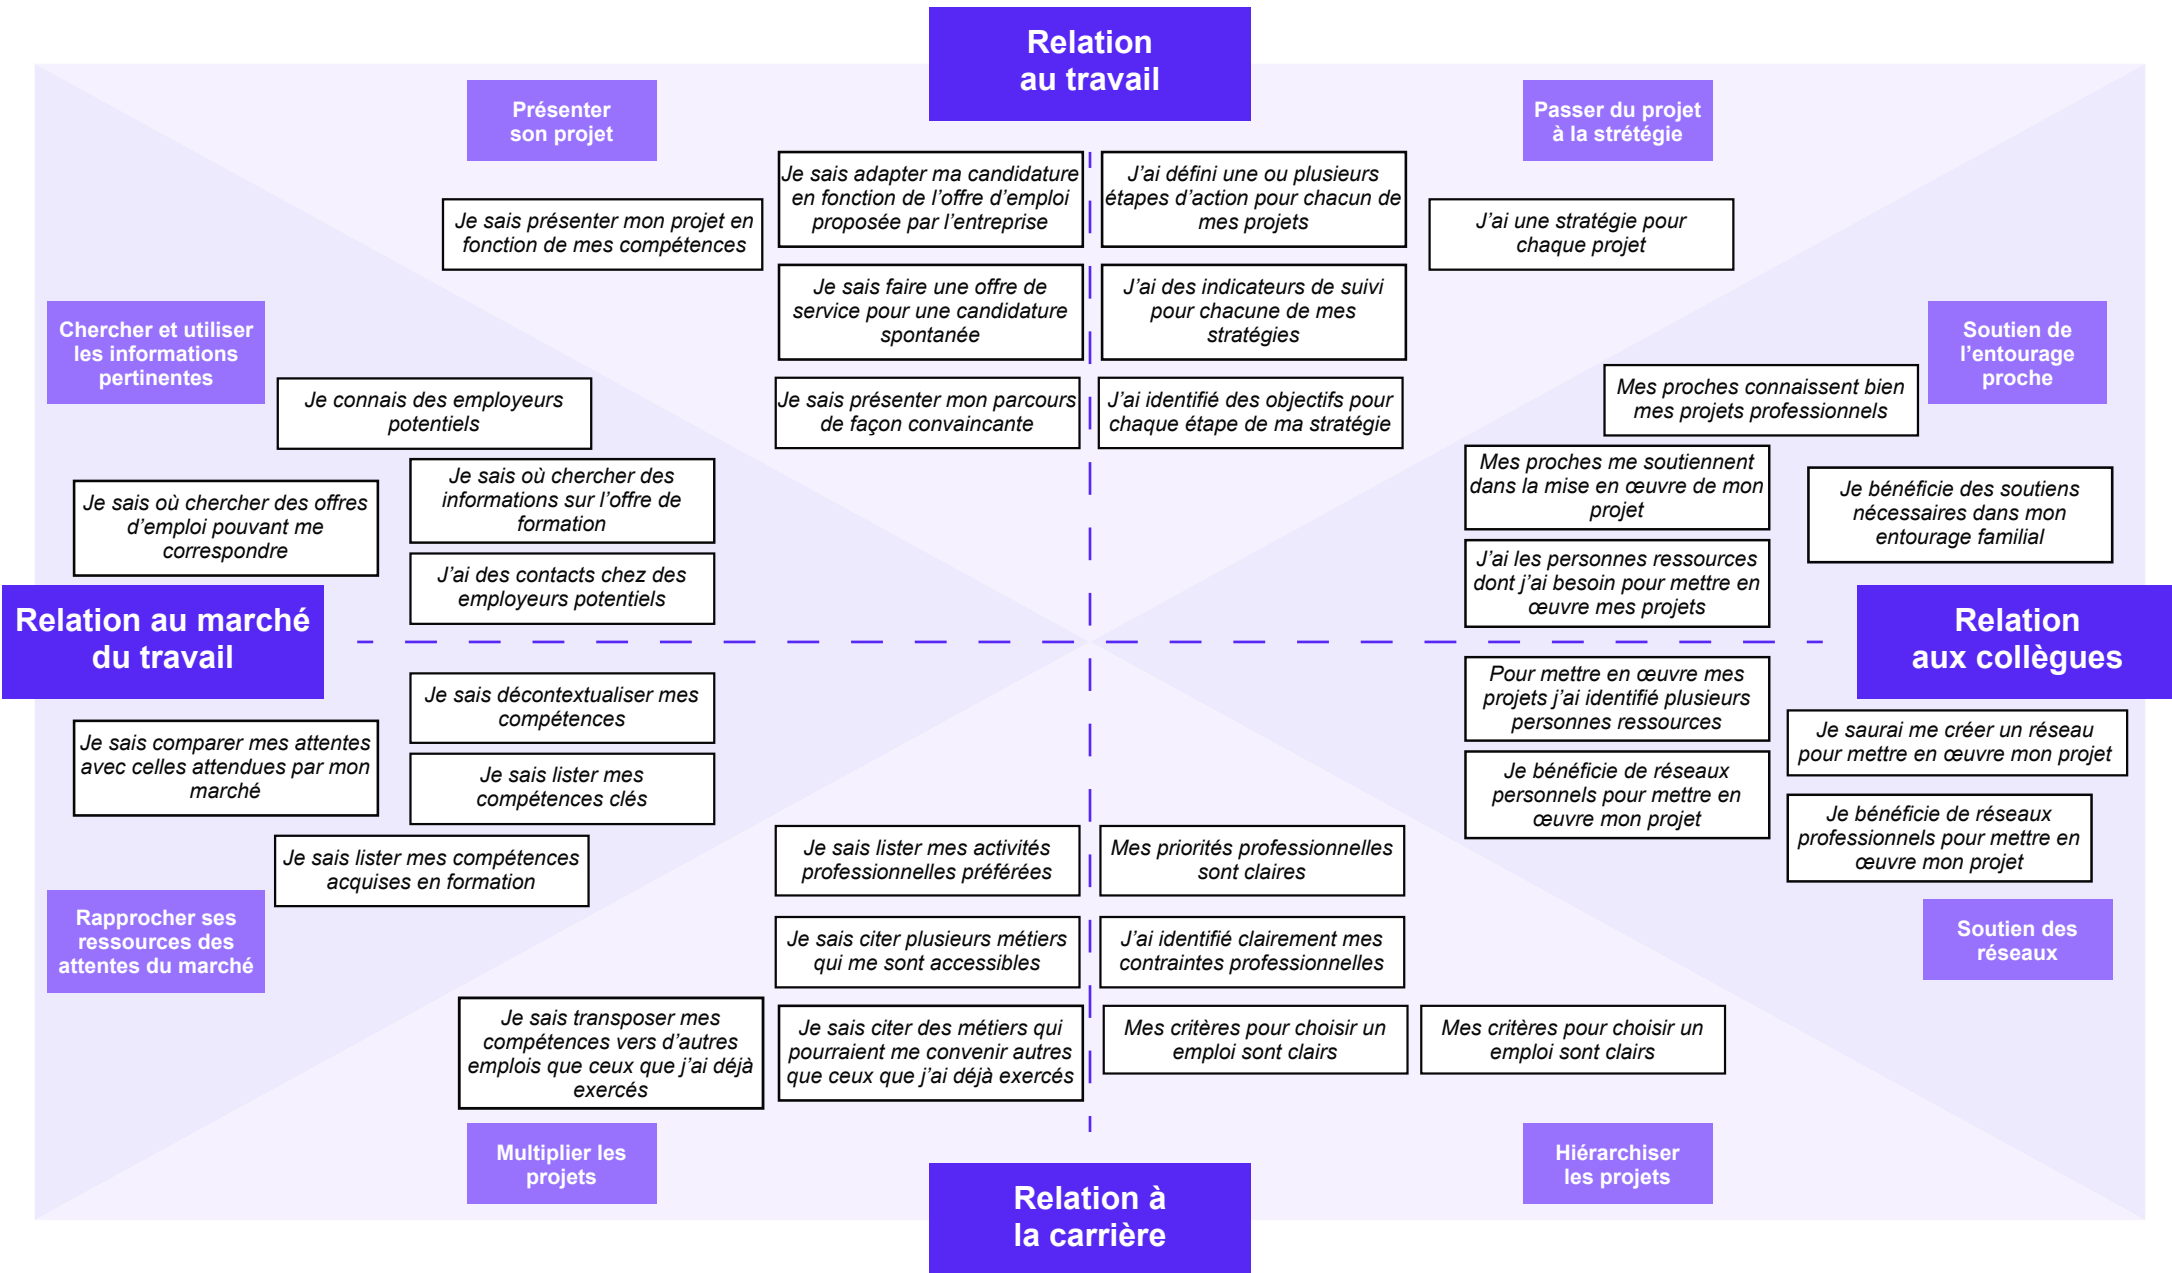 Relation
au travail
Présenter
son projet
Passer du projet
à la strétégie
Je sais adapter ma candidature
en fonction de l’offre d’emploi
proposée par l’entreprise
J’ai défini une ou plusieurs
étapes d’action pour chacun de
mes projets
Je sais présenter mon projet en
fonction de mes compétences
J’ai une stratégie pour
chaque projet
Je sais faire une offre de
service pour une candidature
spontanée
J’ai des indicateurs de suivi
pour chacune de mes
stratégies
Chercher et utiliser
les informations
pertinentes
Soutien de
l’entourage
proche
Je connais des employeurs
potentiels
Je sais présenter mon parcours
de façon convaincante
J’ai identifié des objectifs pour
chaque étape de ma stratégie
Mes proches connaissent bien
mes projets professionnels
Je sais où chercher des offres
d’emploi pouvant me
correspondre
Je sais où chercher des
informations sur l’offre de
formation
Mes proches me soutiennent
dans la mise en œuvre de mon
projet
Je bénéficie des soutiens
nécessaires dans mon
entourage familial
J’ai des contacts chez des
employeurs potentiels
J’ai les personnes ressources
dont j’ai besoin pour mettre en
œuvre mes projets
Relation au marché
du travail
Relation
aux collègues
Je sais décontextualiser mes
compétences
Pour mettre en œuvre mes
projets j’ai identifié plusieurs
personnes ressources
Je sais comparer mes attentes
avec celles attendues par mon
marché
Je saurai me créer un réseau
pour mettre en œuvre mon projet
Je sais lister mes
compétences clés
Je bénéficie de réseaux
personnels pour mettre en
œuvre mon projet
Je bénéficie de réseaux
professionnels pour mettre en
œuvre mon projet
Je sais lister mes compétences
acquises en formation
Je sais lister mes activités
professionnelles préférées
Mes priorités professionnelles
sont claires
Rapprocher ses
ressources des
attentes du marché
Soutien des
réseaux
Je sais citer plusieurs métiers
qui me sont accessibles
J’ai identifié clairement mes
contraintes professionnelles
Je sais transposer mes
compétences vers d’autres
emplois que ceux que j’ai déjà
exercés
Je sais citer des métiers qui
pourraient me convenir autres
que ceux que j’ai déjà exercés
Mes critères pour choisir un
emploi sont clairs
Mes critères pour choisir un
emploi sont clairs
Multiplier les
projets
Hiérarchiser
les projets
Relation à
la carrière